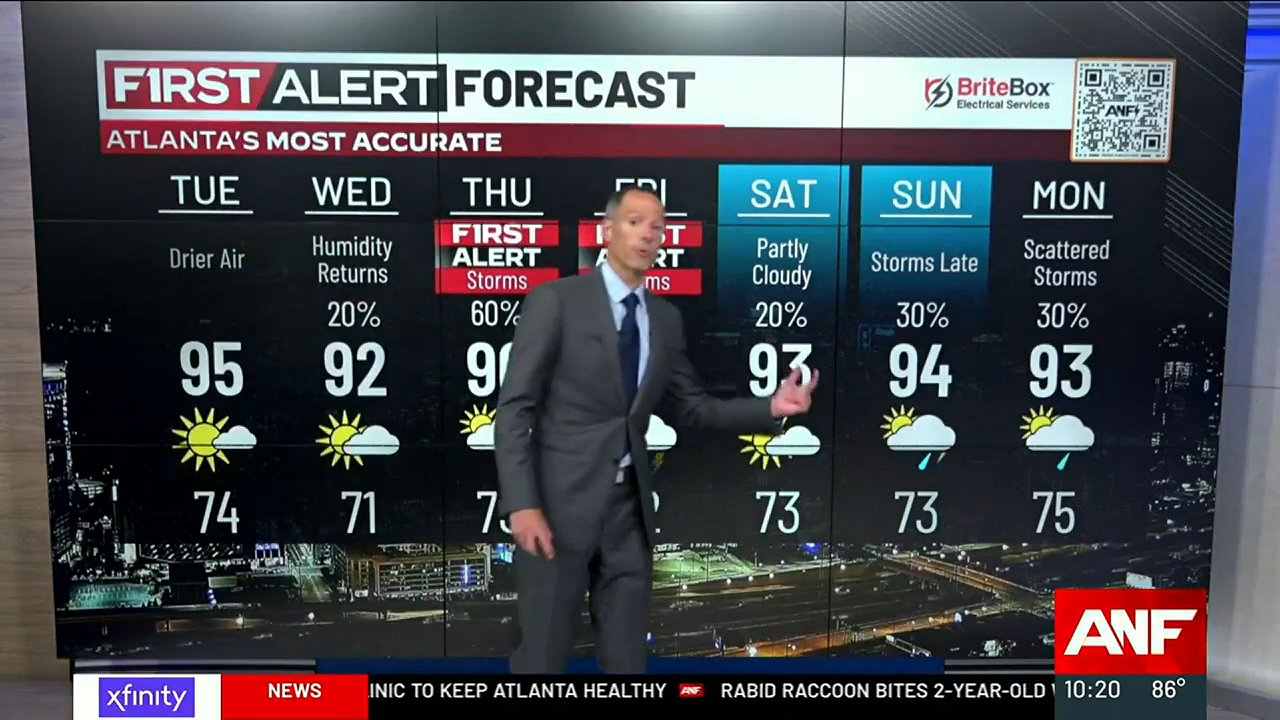 F1RST ALERT FORECAST
BriteBox
Electrical Services
ANF
ATLANTA'S MOST ACCURATE
TUE WED THU FRI SAT SUN MON
Drier Air
Humidity
Returns
F1RST
ALERT
Storms
Partly
Cloudy
Storms Late
Scattered
Storms
20% 60% 20% 30% 30%
95 92 93 94 93
74 71 73 73 75
ANF
xfinity NEWS TO KEEP ATLANTA HEALTHY ANF RABID RACCOON BITES 2-YEAR-OLD 10:20 86°